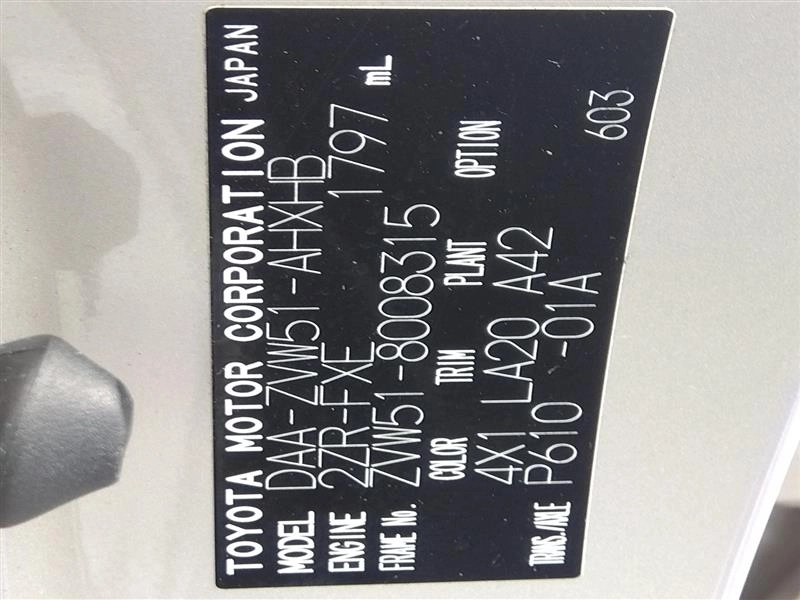 TOYOTA MOTOR CORPORATION JAPAN
MODEL DAA-ZVW51-AHXHB
ENGINE 2ZR-FXE 1797 mL
FRAME No. ZVW51-8008315
COLOR TRIM PLANT OPTION
4X1 LA20 A42
TRANS./AXLE P610 -01A
603